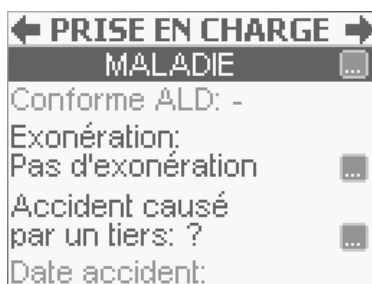 PRISE EN CHARGE
MALADIE ...
Conforme ALD: -
Exonération:
Pas d'exonération ...
Accident causé
par un tiers: ? ...
Date accident: